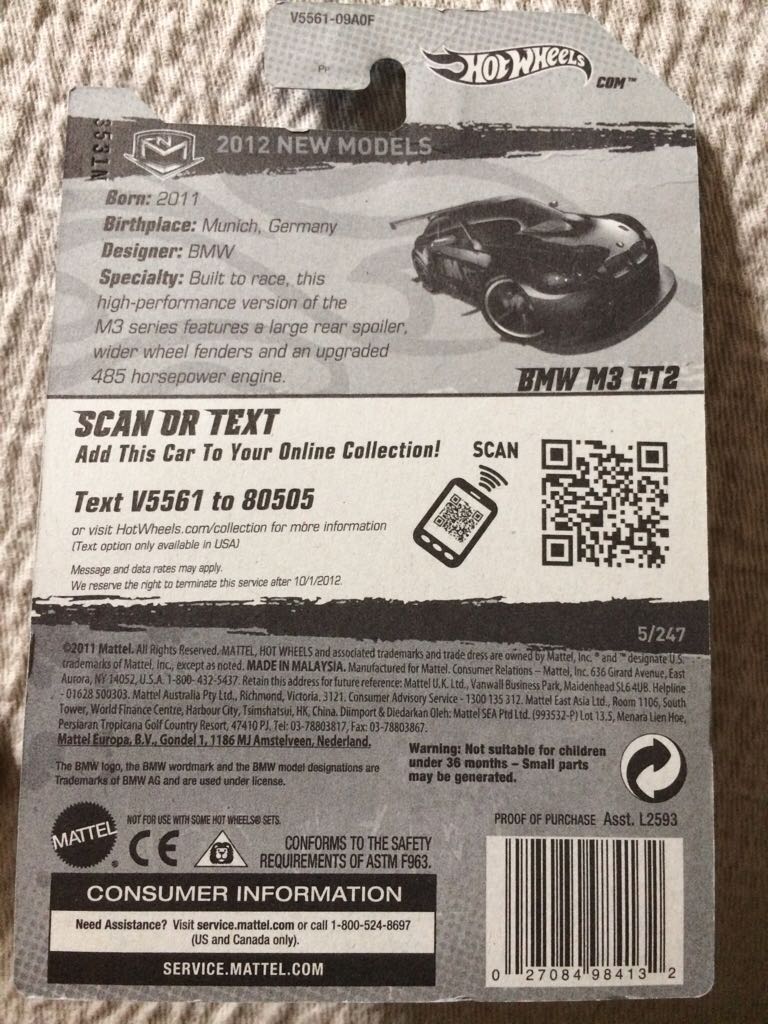 V5561-09A0F
Pp
HOT WHEELS
.COM™
3531N
2012 NEW MODELS
Born: 2011
Birthplace: Munich, Germany
Designer: BMW
Specialty: Built to race, this
high-performance version of the
M3 series features a large rear spoiler,
wider wheel fenders and an upgraded
485 horsepower engine.
BMW M3 GT2
SCAN OR TEXT
Add This Car To Your Online Collection!
SCAN
Text V5561 to 80505
or visit HotWheels.com/collection for more information
(Text option only available in USA)
Message and data rates may apply.
We reserve the right to terminate this service after 10/1/2012.
5/247
©2011 Mattel. All Rights Reserved. MATTEL, HOT WHEELS and associated trademarks and trade dress are owned by Mattel, Inc. ® and ™ designate U.S.
trademarks of Mattel, Inc., except as noted. MADE IN MALAYSIA. Manufactured for Mattel. Consumer Relations – Mattel, Inc. 636 Girard Avenue, East
Aurora, NY 14052, U.S.A. 1-800- 432-5437. Retain this address for future reference: Mattel U.K. Ltd., Vanwall Business Park, Maidenhead SL6 4UB. Helpline
- 01628 500303. Mattel Australia Pty Ltd., Richmond, Victoria. 3121. Consumer Advisory Service - 1300 135 312. Mattel East Asia Ltd., Room 1106, South
Tower, World Finance Centre, Harbour City, Tsimshatsui, HK, China. Diimport & Diedarkan Oleh: Mattel SEA Ptd Ltd. (993532-P) Lot 13.5, Menara Lien Hoe,
Persiaran Tropicana Golf Country Resort, 47410 PJ. Tel: 03-78803817, Fax: 03-78803867.
Mattel Europa, B.V., Gondel 1, 1186 MJ Amstelveen, Nederland.
The BMW logo, the BMW wordmark and the BMW model designations are
Trademarks of BMW AG and are used under license.
Warning: Not suitable for children
under 36 months – Small parts
may be generated.
PROOF OF PURCHASE Asst. L2593
MATTEL
NOT FOR USE WITH SOME HOT WHEELS® SETS.
CE
CONFORMS TO THE SAFETY
REQUIREMENTS OF ASTM F963.
CONSUMER INFORMATION
Need Assistance? Visit service.mattel.com or call 1-800-524-8697
(US and Canada only).
SERVICE.MATTEL.COM
0 27084 98413 2